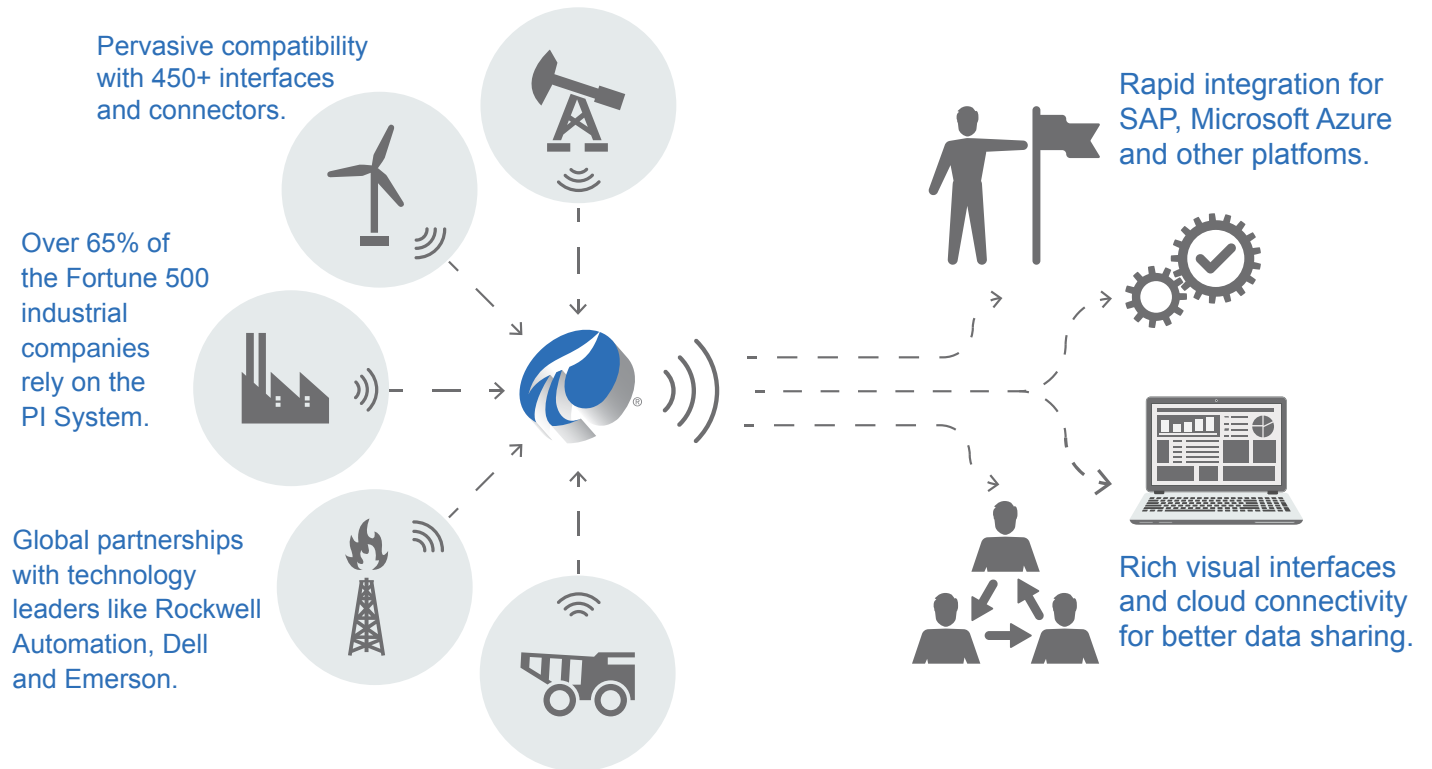 Pervasive compatibility
with 450+ interfaces
and connectors.
Over 65% of
the Fortune 500
industrial
companies
rely on the
PI System.
Global partnerships
with technology
leaders like Rockwell
Automation, Dell
and Emerson.
®
Rapid integration for
SAP, Microsoft Azure
and other platfoms.
Rich visual interfaces
and cloud connectivity
for better data sharing.